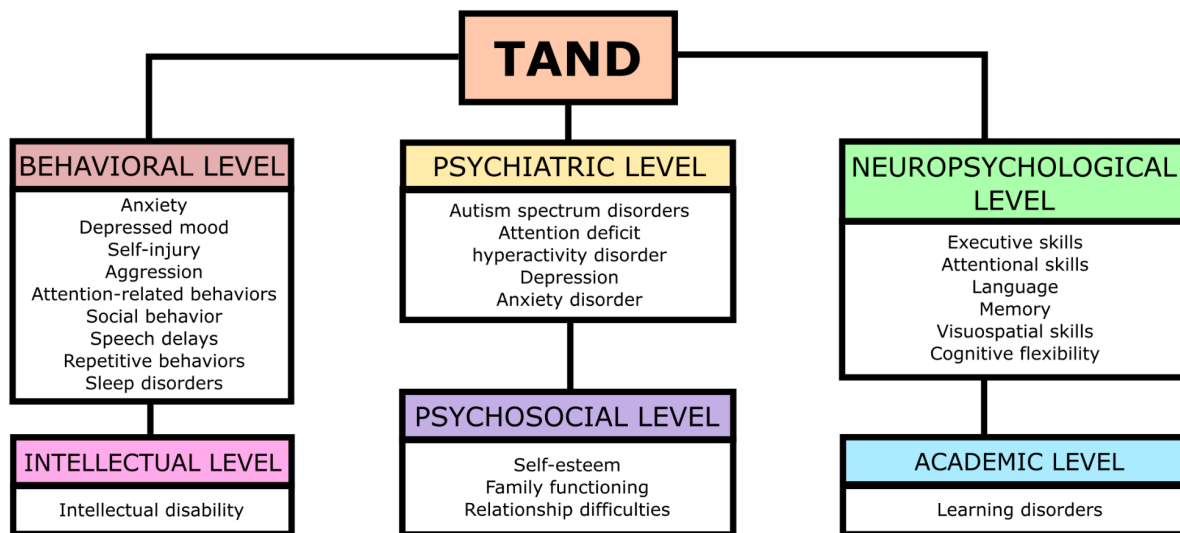 TAND
BEHAVIORAL LEVEL
Anxiety
Depressed mood
Self-injury
Aggression
Attention-related behaviors
Social behavior
Speech delays
Repetitive behaviors
Sleep disorders
INTELLECTUAL LEVEL
Intellectual disability
PSYCHIATRIC LEVEL
Autism spectrum disorders
Attention deficit
hyperactivity disorder
Depression
Anxiety disorder
PSYCHOSOCIAL LEVEL
Self-esteem
Family functioning
Relationship difficulties
NEUROPSYCHOLOGICAL
LEVEL
Executive skills
Attentional skills
Language
Memory
Visuospatial skills
Cognitive flexibility
ACADEMIC LEVEL
Learning disorders